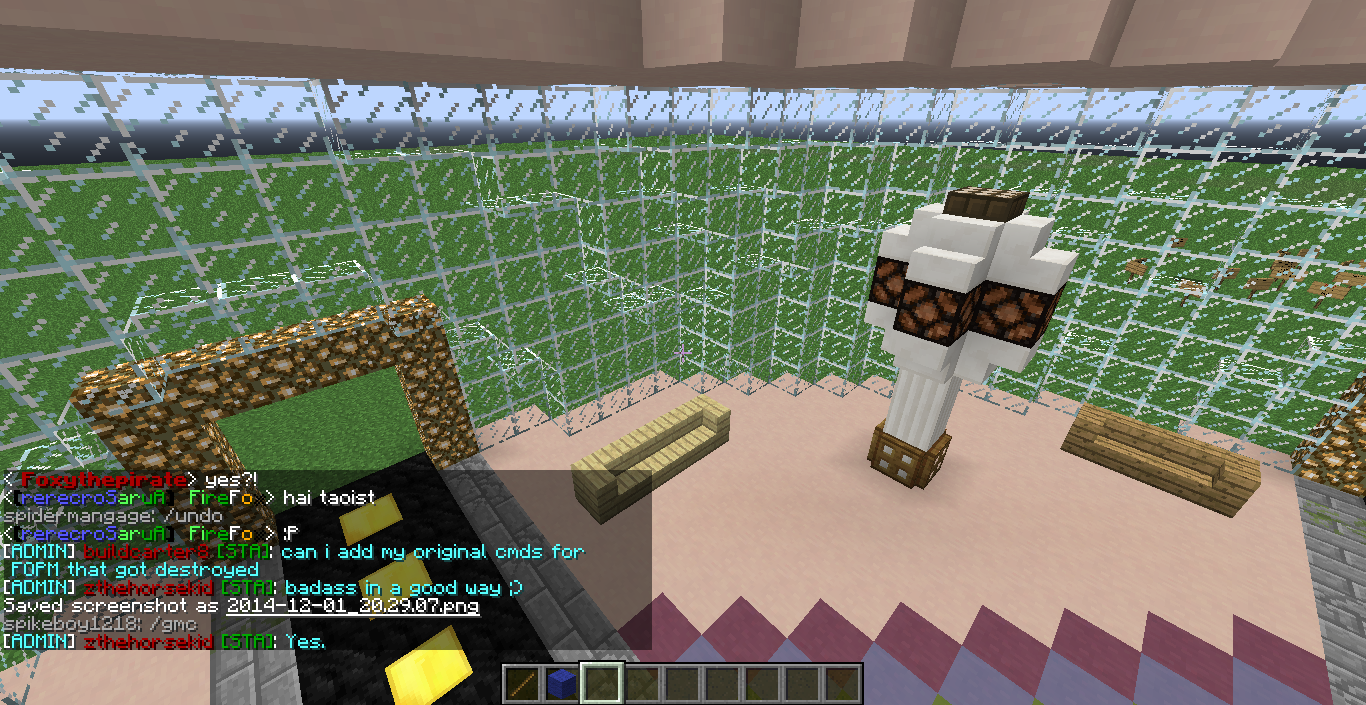 < Foxythepirate> yes?!
< rerecroSaruA FireFo > hai taoist
spidermangage: /undo
< rerecroSaruA FireFo > :P
[ADMIN] buildcarter8 [STA]: can i add my original cmds for
FOPM that got destroyed
[ADMIN] zthehorsekid [STA]: badass in a good way ;)
Saved screenshot as 2014-12-01_20.29.07.png
spikeboy1218: /gmc
[ADMIN] zthehorsekid [STA]: Yes.